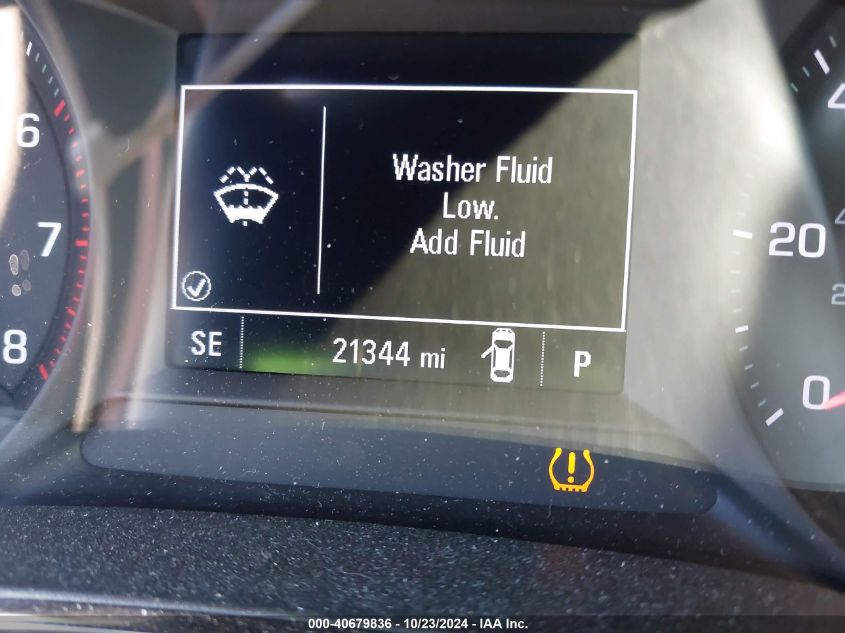 6
7
8
Washer Fluid
Low.
Add Fluid
SE
21344 mi
P
20
0
000-40679836 - 10/23/2024 - IAA Inc.